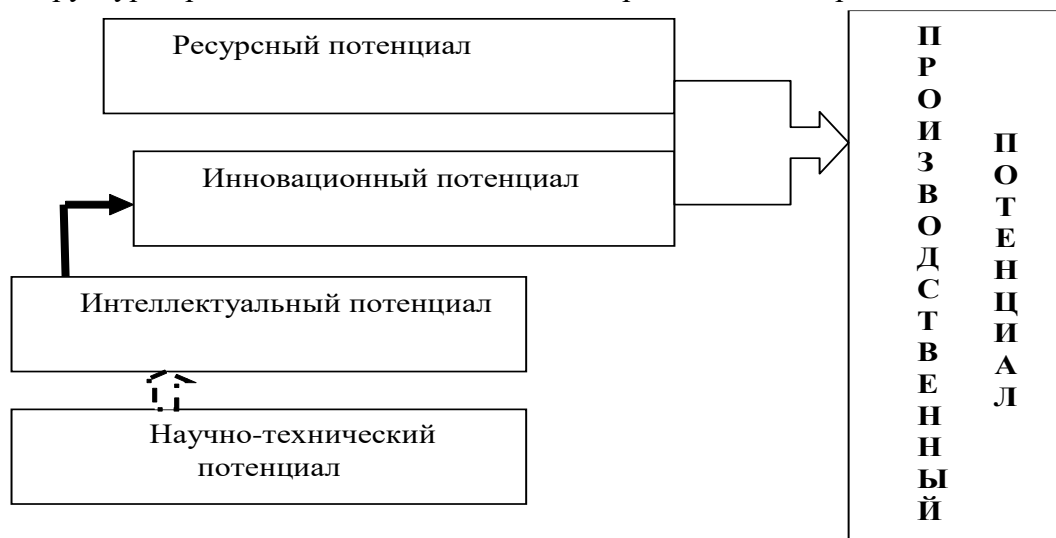 Ресурсный потенциал
Инновационный потенциал
Интеллектуальный потенциал
Научно-технический
потенциал
ПРОИЗВОДСТВЕННЫЙ
ПОТЕНЦИАЛ